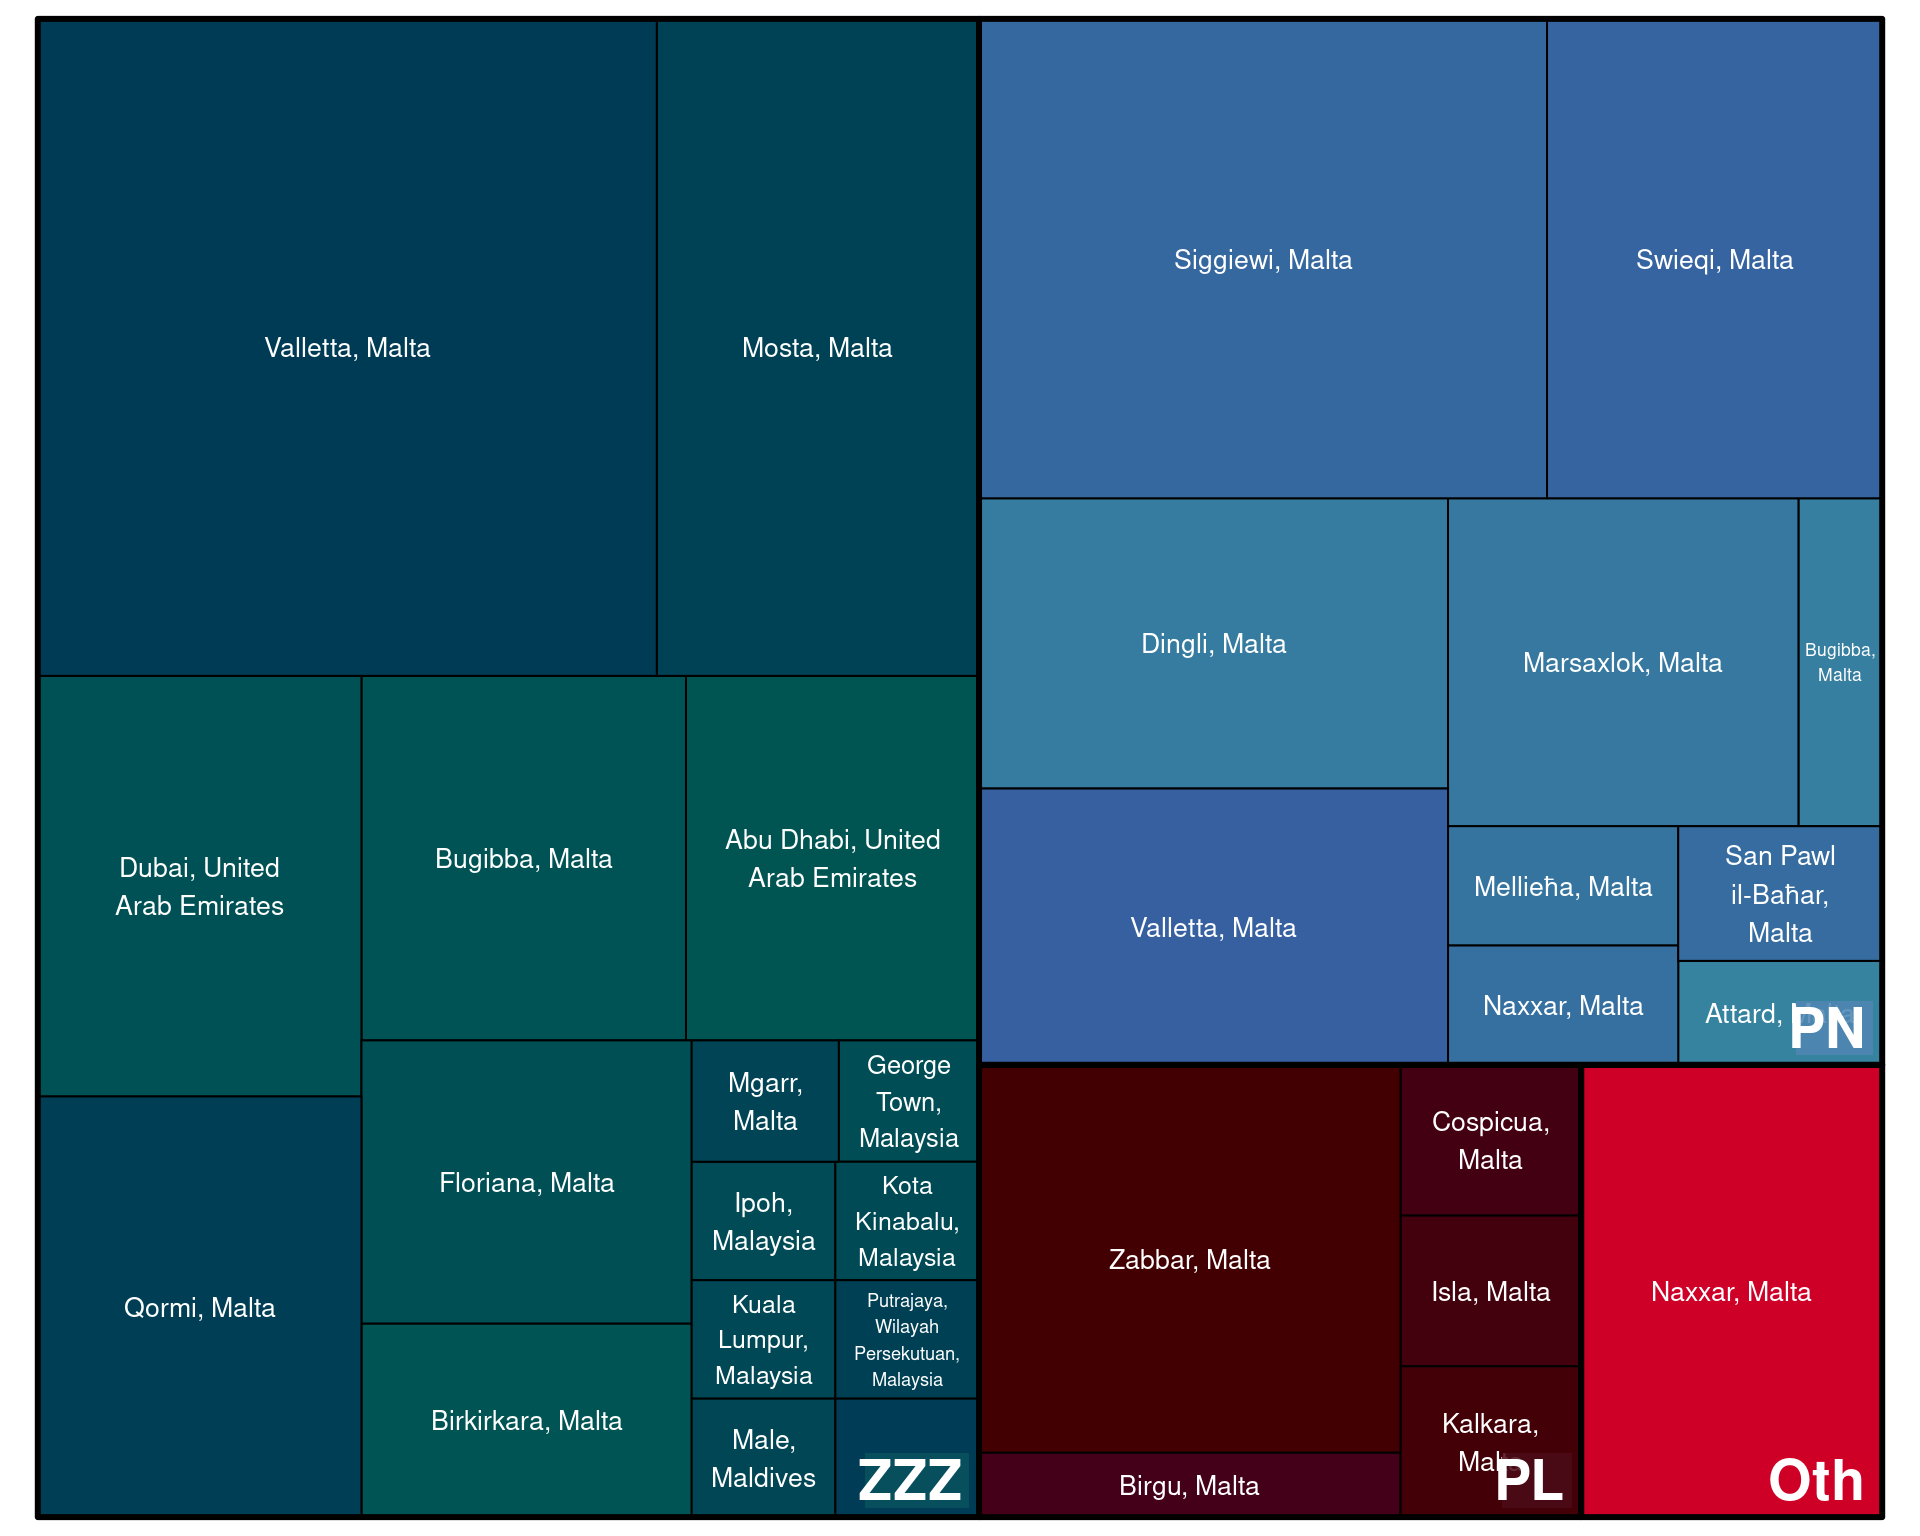 Valletta, Malta
Mosta, Malta
Dubai, United
Arab Emirates
Bugibba, Malta
Abu Dhabi, United
Arab Emirates
Qormi, Malta
Floriana, Malta
Birkirkara, Malta
Mgarr,
Malta
George
Town,
Malaysia
Ipoh,
Malaysia
Kota
Kinabalu,
Malaysia
Kuala
Lumpur,
Malaysia
Putrajaya,
Wilayah
Persekutuan,
Malaysia
Male,
Maldives
ZZZ
Siggiewi, Malta
Swieqi, Malta
Dingli, Malta
Marsaxlok, Malta
Bugibba,
Malta
Valletta, Malta
Mellieħa, Malta
San Pawl
il-Baħar,
Malta
Naxxar, Malta
Attard,
PN
Zabbar, Malta
Cospicua,
Malta
Isla, Malta
Kalkara,
Malta
Birgu, Malta
PL
Naxxar, Malta
Oth